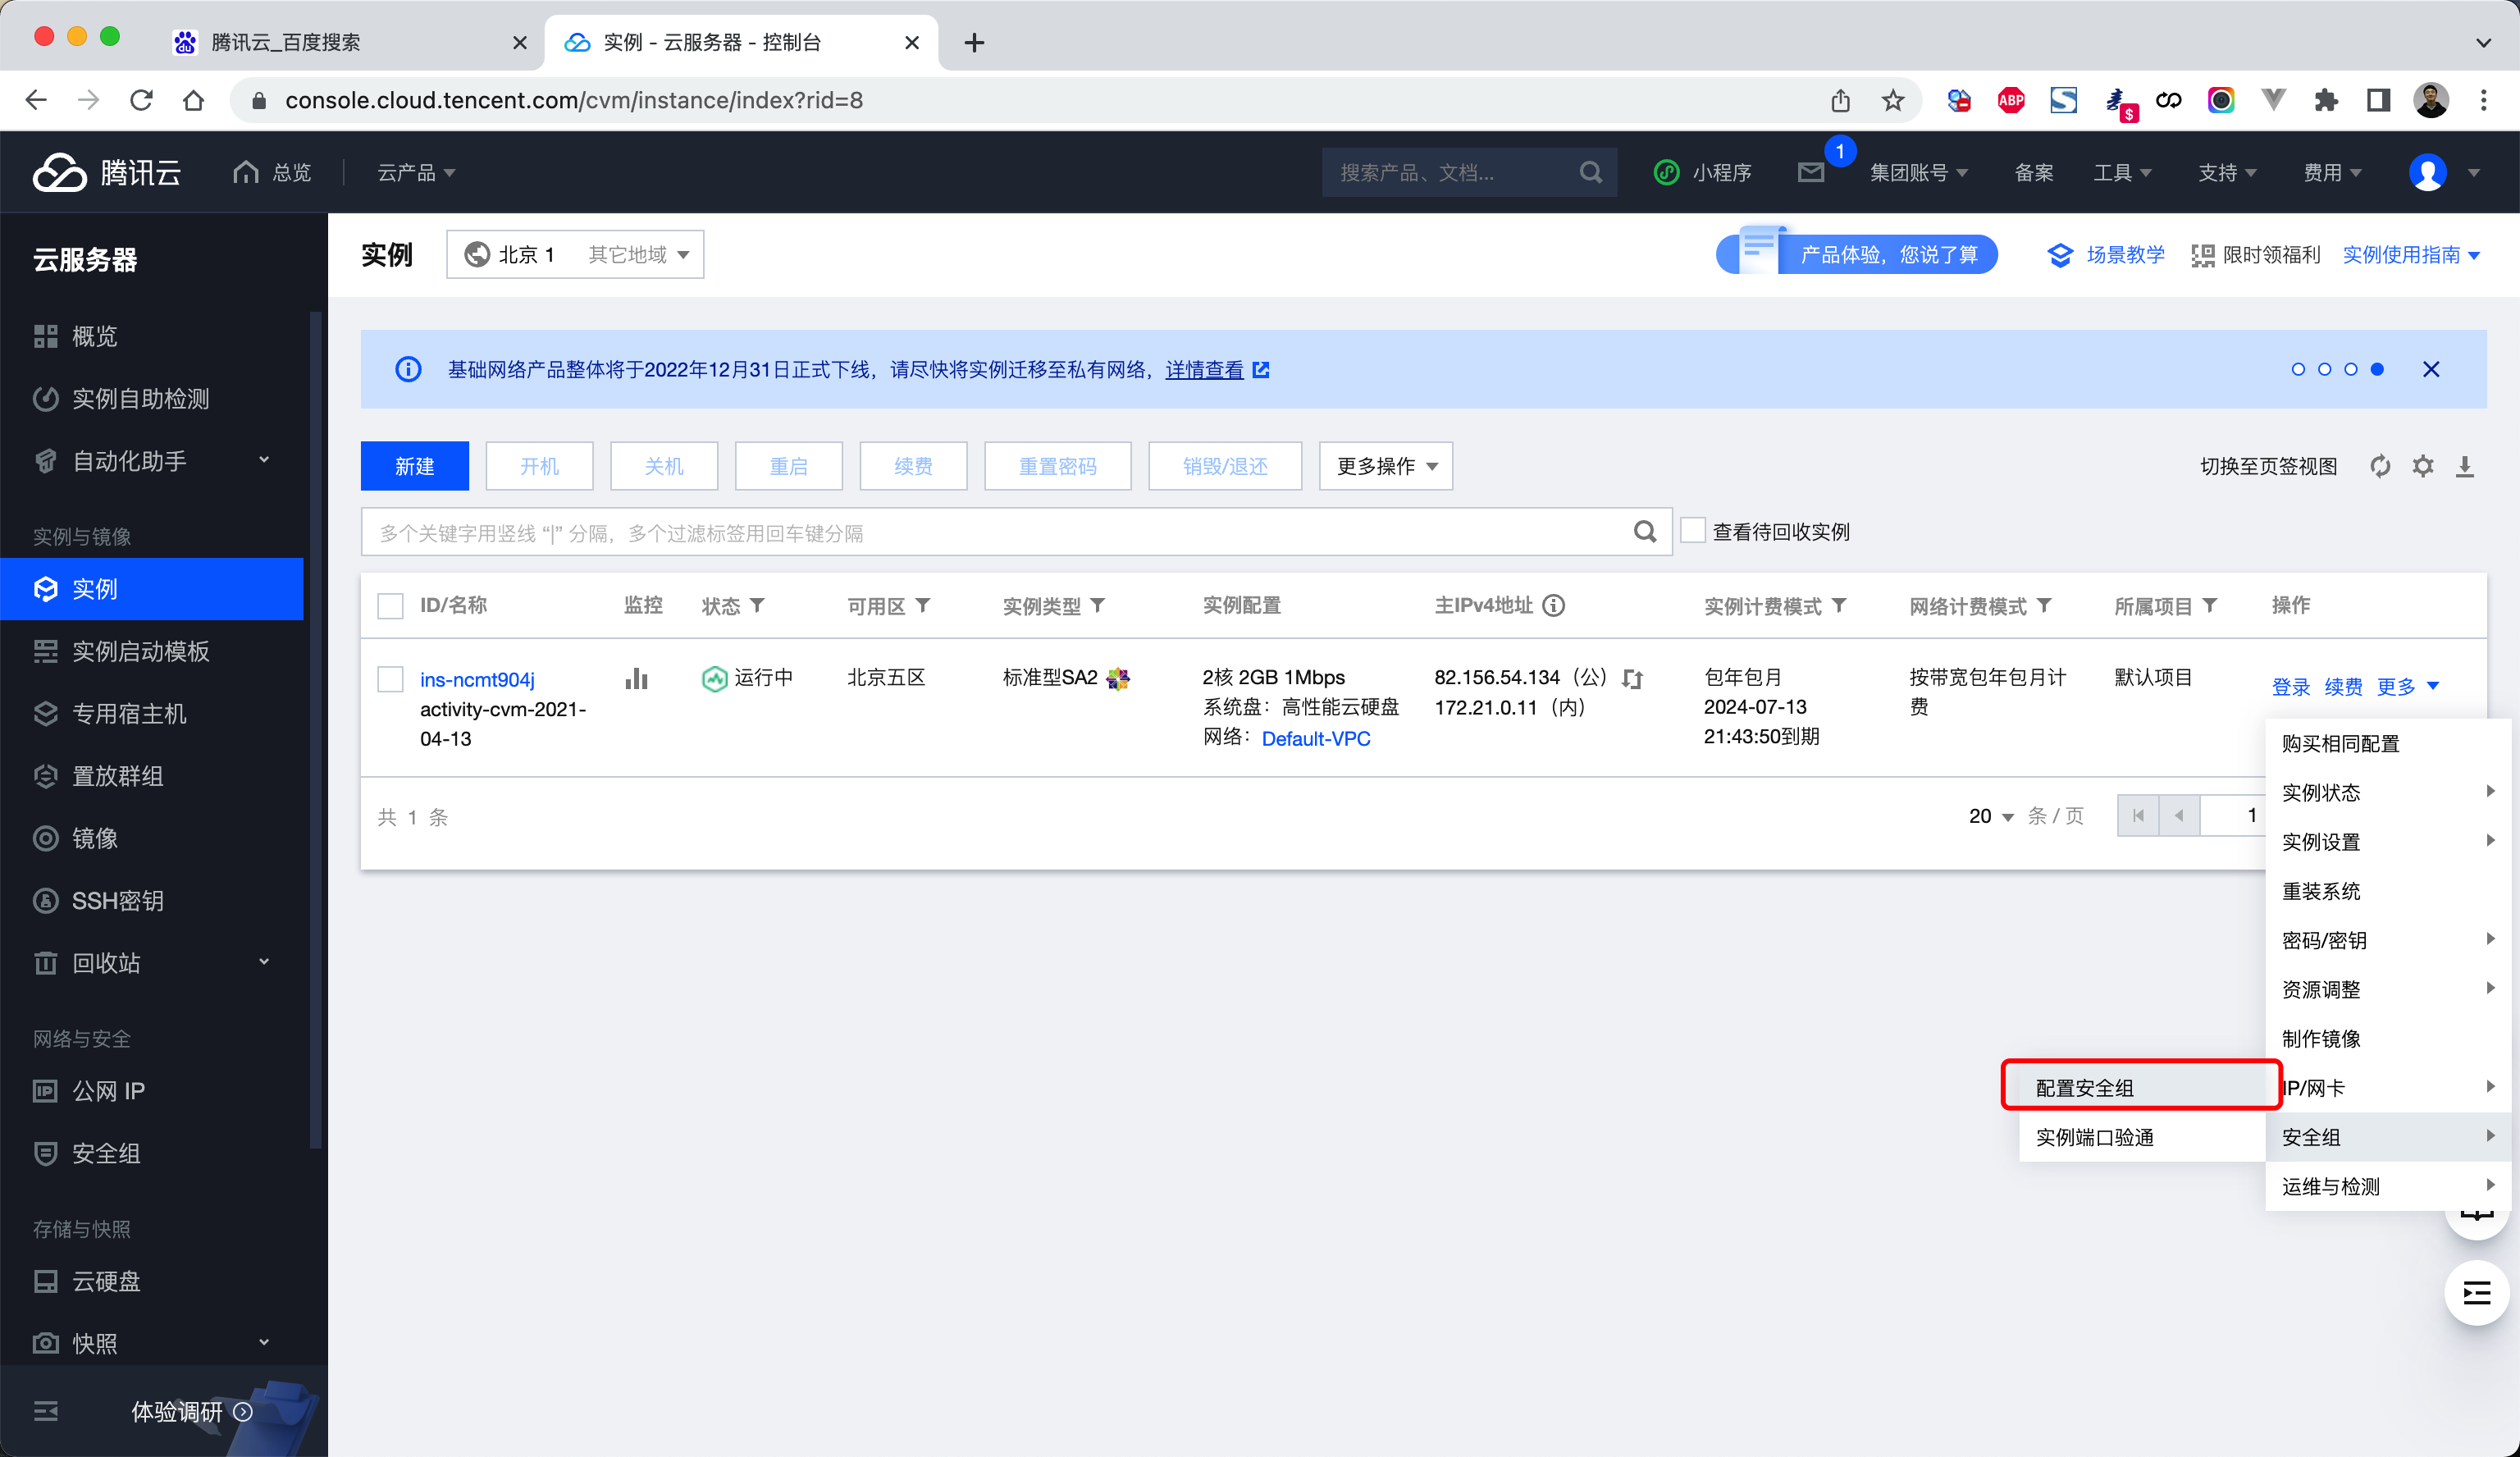 腾讯云_百度搜索
实例 - 云服务器 - 控制台
console.cloud.tencent.com/cvm/instance/index?rid=8
ABP
$
腾讯云
总览
云产品
搜索产品、文档...
小程序
1
集团账号
备案
工具
支持
费用
云服务器
概览
实例自助检测
自动化助手
实例与镜像
实例
实例启动模板
专用宿主机
置放群组
镜像
SSH密钥
回收站
网络与安全
公网 IP
安全组
存储与快照
云硬盘
快照
体验调研
实例
北京 1
其它地域
产品体验，您说了算
场景教学
限时领福利
实例使用指南
基础网络产品整体将于2022年12月31日正式下线，请尽快将实例迁移至私有网络，详情查看
新建
开机
关机
重启
续费
重置密码
销毁/退还
更多操作
切换至页签视图
多个关键字用竖线 “|” 分隔，多个过滤标签用回车键分隔
查看待回收实例
ID/名称
监控
状态
可用区
实例类型
实例配置
主IPv4地址
实例计费模式
网络计费模式
所属项目
操作
ins-ncmt904j
activity-cvm-2021-
04-13
运行中
北京五区
标准型SA2
2核 2GB 1Mbps
系统盘：高性能云硬盘
网络：Default-VPC
82.156.54.134（公）
172.21.0.11（内）
包年包月
2024-07-13
21:43:50到期
按带宽包年包月计
费
默认项目
登录 续费 更多
共 1 条
20 条 / 页
1
购买相同配置
实例状态
实例设置
重装系统
密码/密钥
资源调整
制作镜像
IP/网卡
安全组
运维与检测
配置安全组
实例端口验通